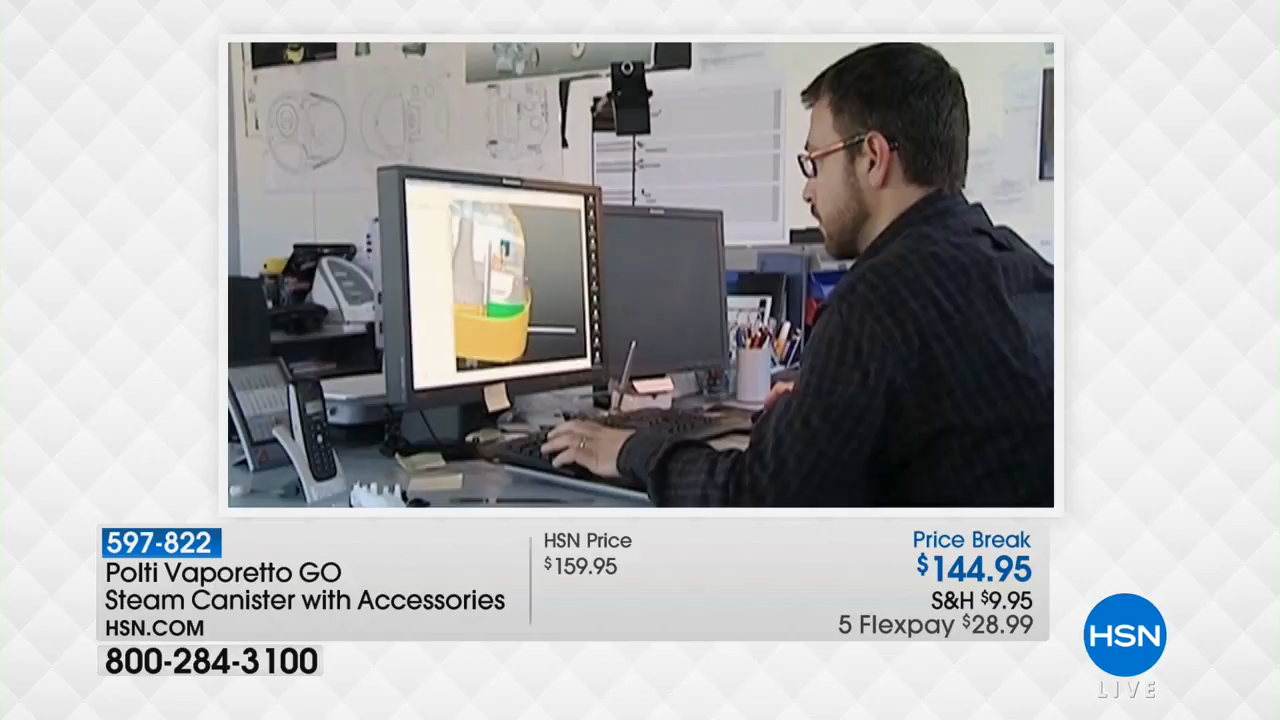 597-822
Polti Vaporetto GO
Steam Canister with Accessories
HSN.COM
800-284-3100
HSN Price
$159.95
Price Break
$144.95
S&H $9.95
5 Flexpay $28.99
HSN
LIVE